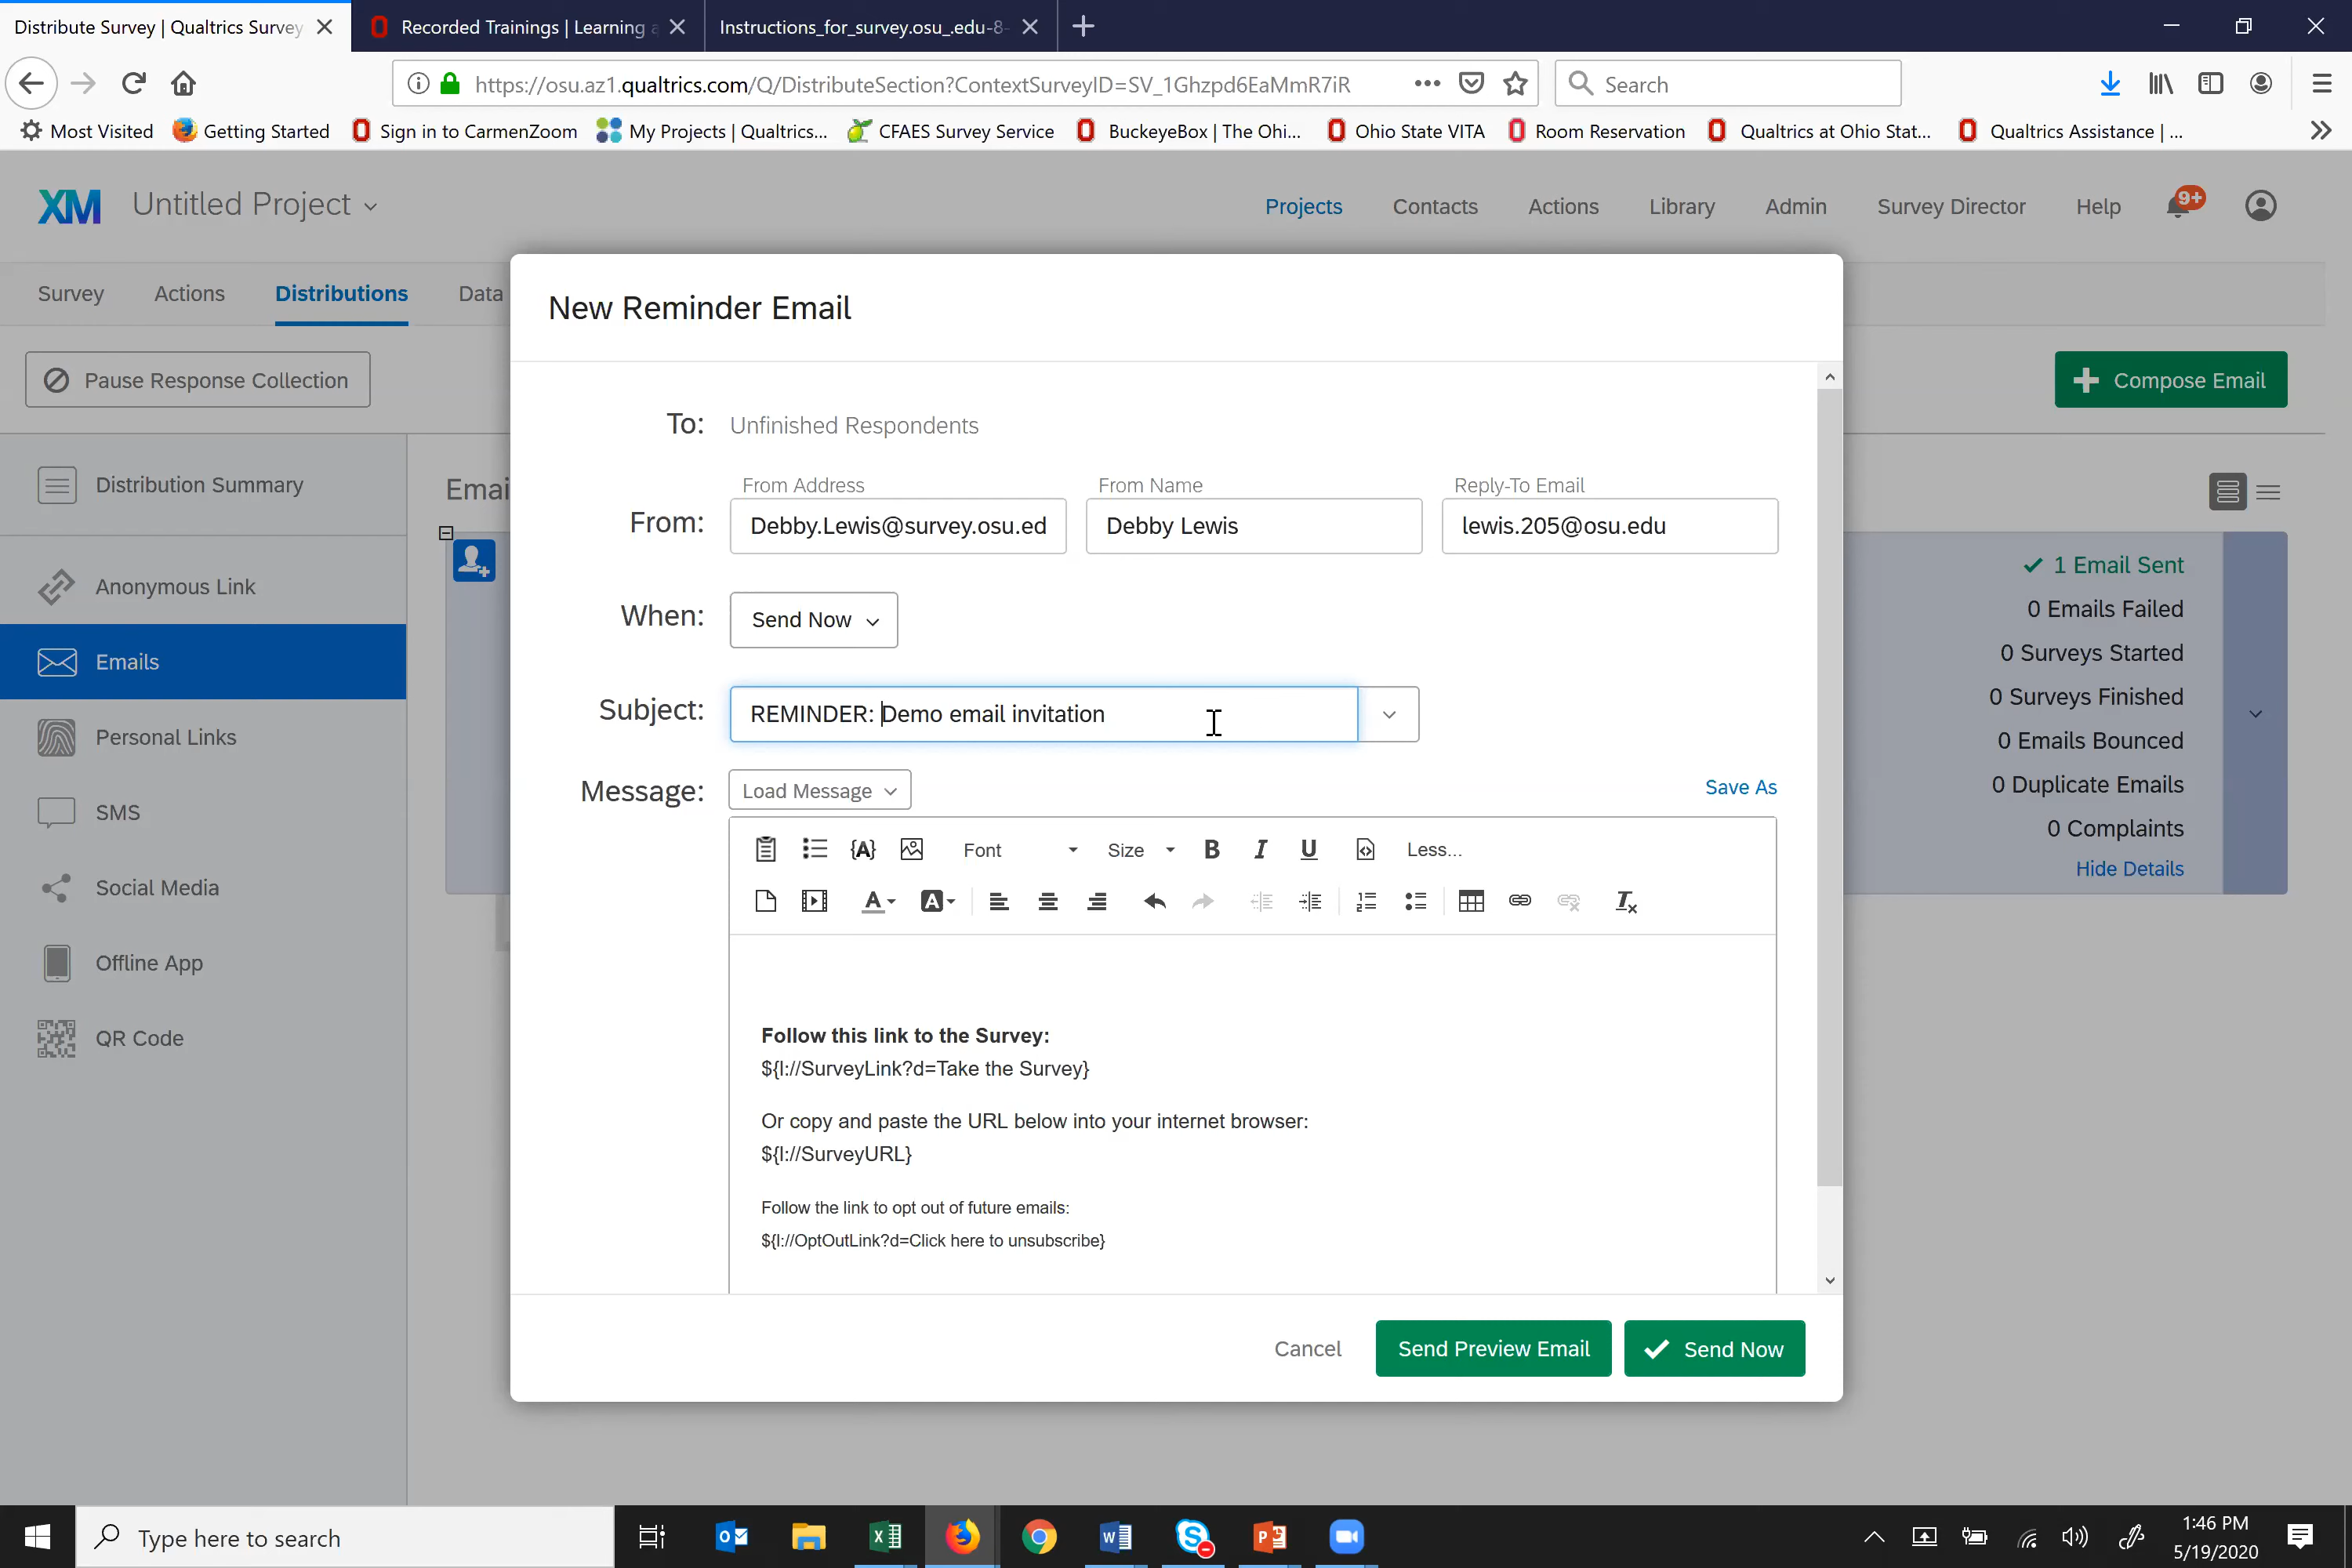 Distribute Survey | Qualtrics Survey
Recorded Trainings | Learning
Instructions_for_survey.osu_.edu-8-
https://osu.az1.qualtrics.com/Q/DistributeSection?ContextSurveyID=SV_1Ghzpd6EaMmR7iR
Search
Most Visited
Getting Started
Sign in to CarmenZoom
My Projects | Qualtrics...
CFAES Survey Service
BuckeyeBox | The Ohi...
Ohio State VITA
Room Reservation
Qualtrics at Ohio Stat...
Qualtrics Assistance | ...
XM
Untitled Project
Projects
Contacts
Actions
Library
Admin
Survey Director
Help
9+
Survey
Actions
Distributions
Data
Pause Response Collection
Compose Email
Distribution Summary
Anonymous Link
Emails
Personal Links
SMS
Social Media
Offline App
QR Code
Emai
New Reminder Email
To: Unfinished Respondents
From Address
From Name
Reply-To Email
From: Debby.Lewis@survey.osu.ed
Debby Lewis
lewis.205@osu.edu
When: Send Now
Subject: REMINDER: Demo email invitation
Message: Load Message
Save As
Font
Size
B I U
Less...
Follow this link to the Survey:
${l://SurveyLink?d=Take the Survey}
Or copy and paste the URL below into your internet browser:
${l://SurveyURL}
Follow the link to opt out of future emails:
${l://OptOutLink?d=Click here to unsubscribe}
Cancel
Send Preview Email
Send Now
1 Email Sent
0 Emails Failed
0 Surveys Started
0 Surveys Finished
0 Emails Bounced
0 Duplicate Emails
0 Complaints
Hide Details
Type here to search
1:46 PM
5/19/2020